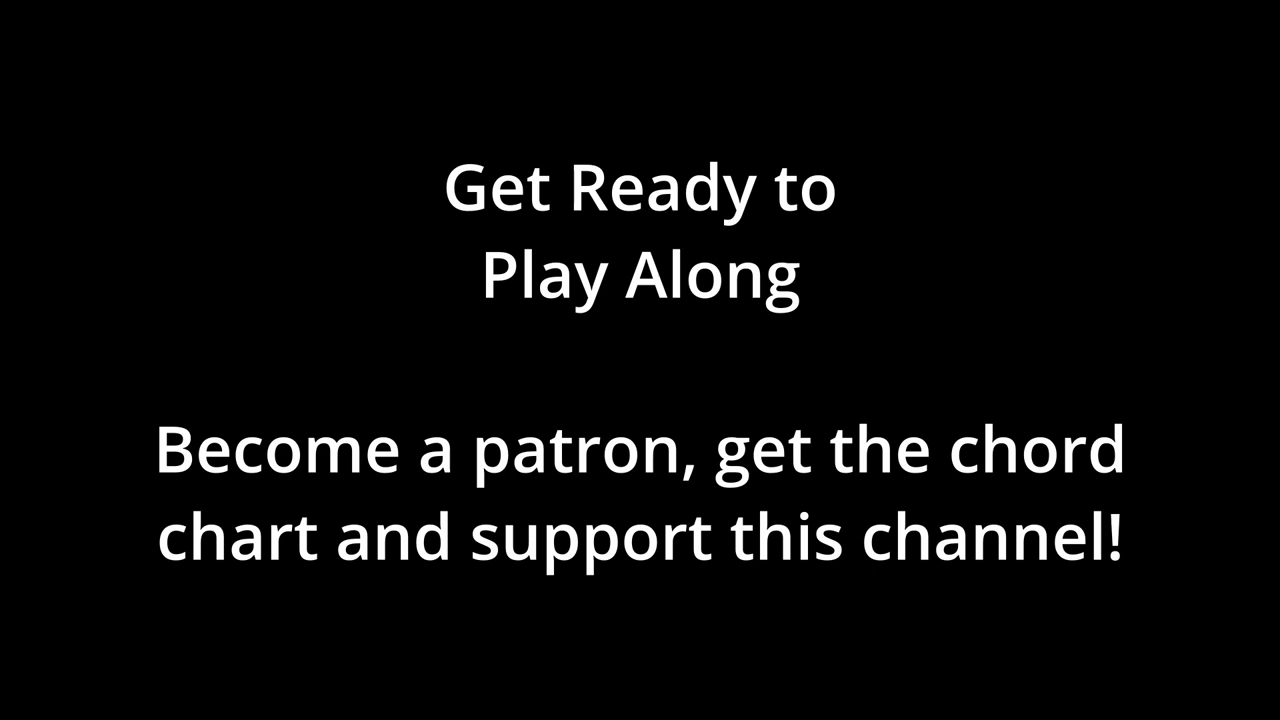 Get Ready to
Play Along
Become a patron, get the chord
chart and support this channel!